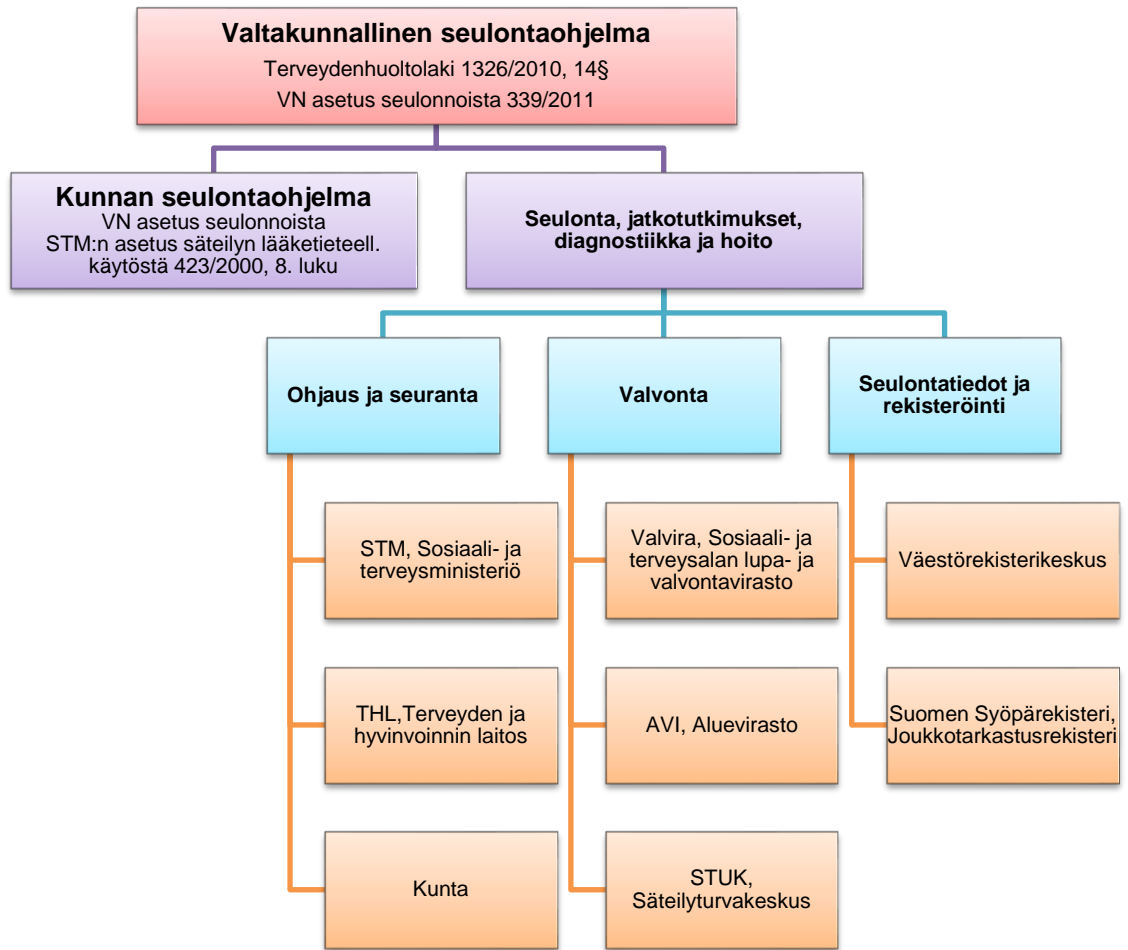 Valtakunnallinen seulontaohjelma
Terveydenhuoltolaki 1326/2010, 14§
VN asetus seulonnoista 339/2011
Kunnan seulontaohjelma
VN asetus seulonnoista
STM:n asetus säteilyn lääketieteell.
käytöstä 423/2000, 8. luku
Seulonta, jatkotutkimukset,
diagnostiikka ja hoito
Ohjaus ja seuranta
Valvonta
Seulontatiedot ja
rekisteröinti
STM, Sosiaali- ja
terveysministeriö
Valvira, Sosiaali- ja
terveysalan lupa- ja
valvontavirasto
Väestörekisterikeskus
THL,Terveyden ja
hyvinvoinnin laitos
AVI, Aluevirasto
Suomen Syöpärekisteri,
Joukkotarkastusrekisteri
Kunta
STUK,
Säteilyturvakeskus